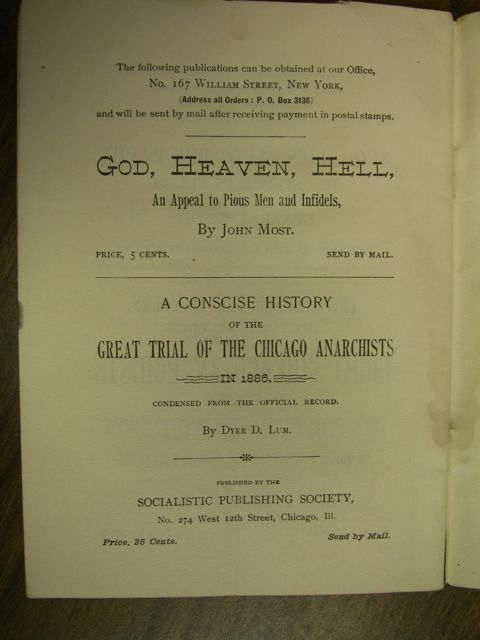 The following publications can be obtained at our Office,
No. 167 William Street, New York,
(Address all Orders: P. O. Box 3135)
and will be sent by mail after receiving payment in postal stamps.
God, Heaven, Hell,
An Appeal to Pious Men and Infidels,
By John Most.
PRICE, 5 CENTS. SEND BY MAIL.
A CONSCISE HISTORY
OF THE
GREAT TRIAL OF THE CHICAGO ANARCHISTS
IN 1886.
CONDENSED FROM THE OFFICIAL RECORD.
By Dyer D. Lum.
PUBLISHED BY THE
SOCIALISTIC PUBLISHING SOCIETY,
No. 274 West 12th Street, Chicago, Ill.
Price, 25 Cents. Send by Mail.